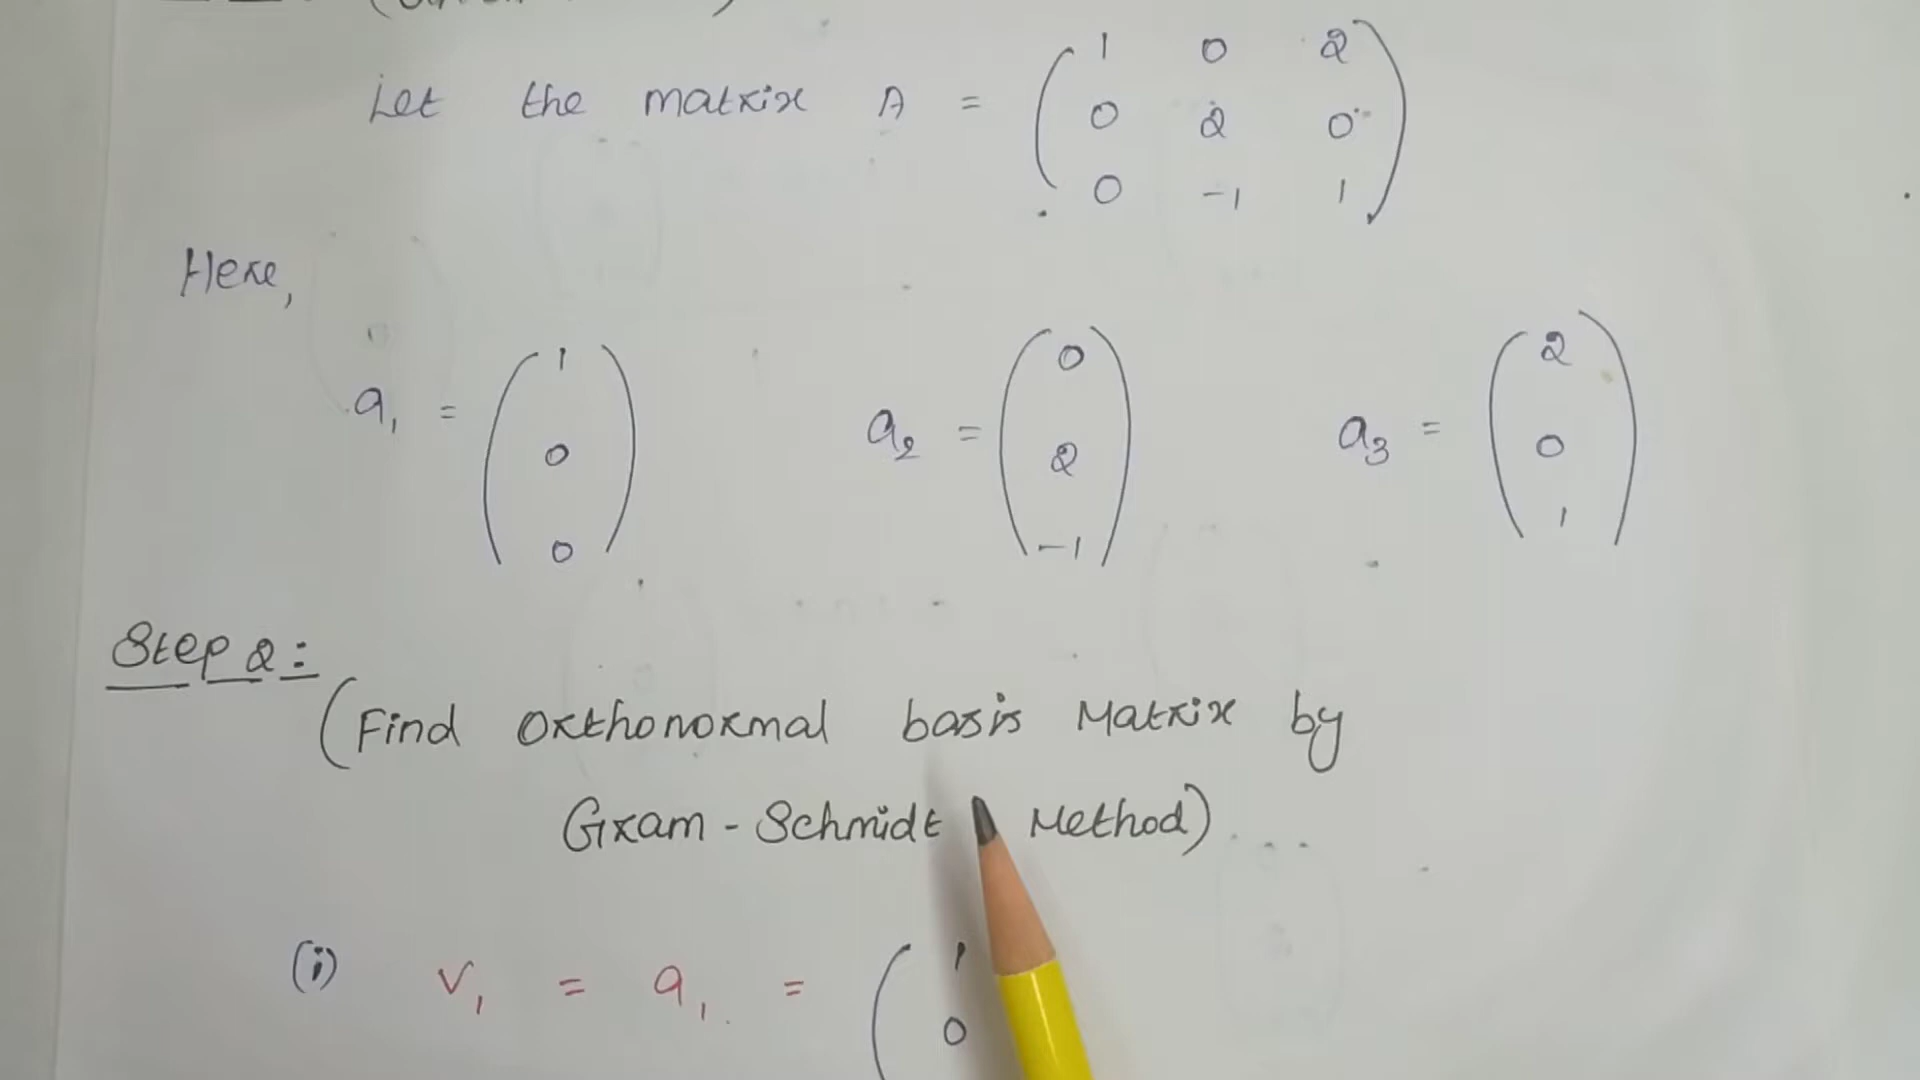 Let the matrix A = ( 1 0 2
0 2 0
0 -1 1 )
Here,
a₁ = ( 1 0 0 ) a₂ = ( 0 2 -1 ) a₃ = ( 2 0 1 )
Step 2:
(Find Orthonormal basis Matrix by
Gram - Schmidt Method)
(i) v₁ = a₁ = ( 1
0